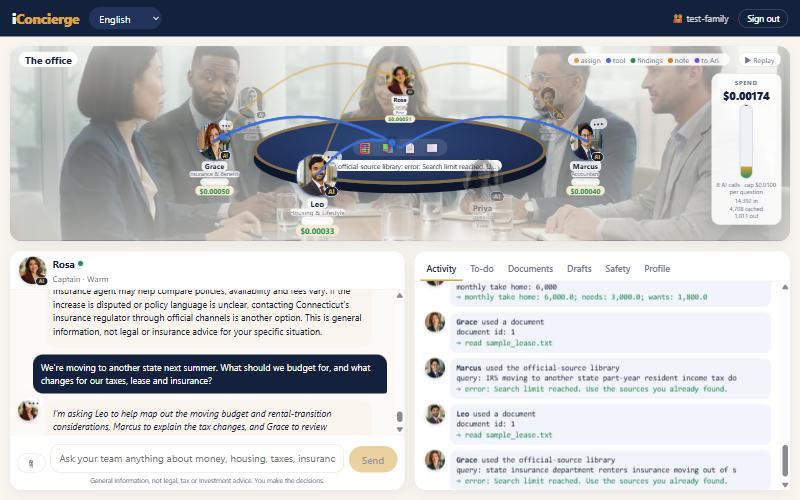 iConcierge
English
test-family
Sign out
The office
assign
tool
findings
note
to Ari
Replay
SPEND
$0.00174
8 AI calls · cap $0.0100
per question
14,392 in
4,708 cached
1,011 out
Rosa
AI
$0.00051
Grace
AI
Insurance & Benefit
$0.00050
official-source library: error: Search limit reached. U...
Marcus
AI
Accountant
$0.00040
Leo
AI
Housing & Lifestyle
$0.00033
Priya
Rosa
Captain · Warm
AI
insurance agent may help compare policies, availability and fees vary. If the
increase is disputed or policy language is unclear, contacting Connecticut's
insurance regulator through official channels is another option. This is general
information, not legal or insurance advice for your specific situation.
We're moving to another state next summer. What should we budget for, and what
changes for our taxes, lease and insurance?
I'm asking Leo to help map out the moving budget and rental-transition
considerations, Marcus to explain the tax changes, and Grace to review
Ask your team anything about money, housing, taxes, insuranc
Send
General information, not legal, tax or investment advice. You make the decisions.
Activity
To-do
Documents
Drafts
Safety
Profile
monthly take home: 6,000
→ monthly take home: 6,000.0; needs: 3,000.0; wants: 1,800.0
Grace used a document
document id: 1
→ read sample_lease.txt
Marcus used the official-source library
query: IRS moving to another state part-year resident income tax do
→ error: Search limit reached. Use the sources you already found.
Leo used a document
document id: 1
→ read sample_lease.txt
Grace used the official-source library
query: state insurance department renters insurance moving out of s
→ error: Search limit reached. Use the sources you already found.